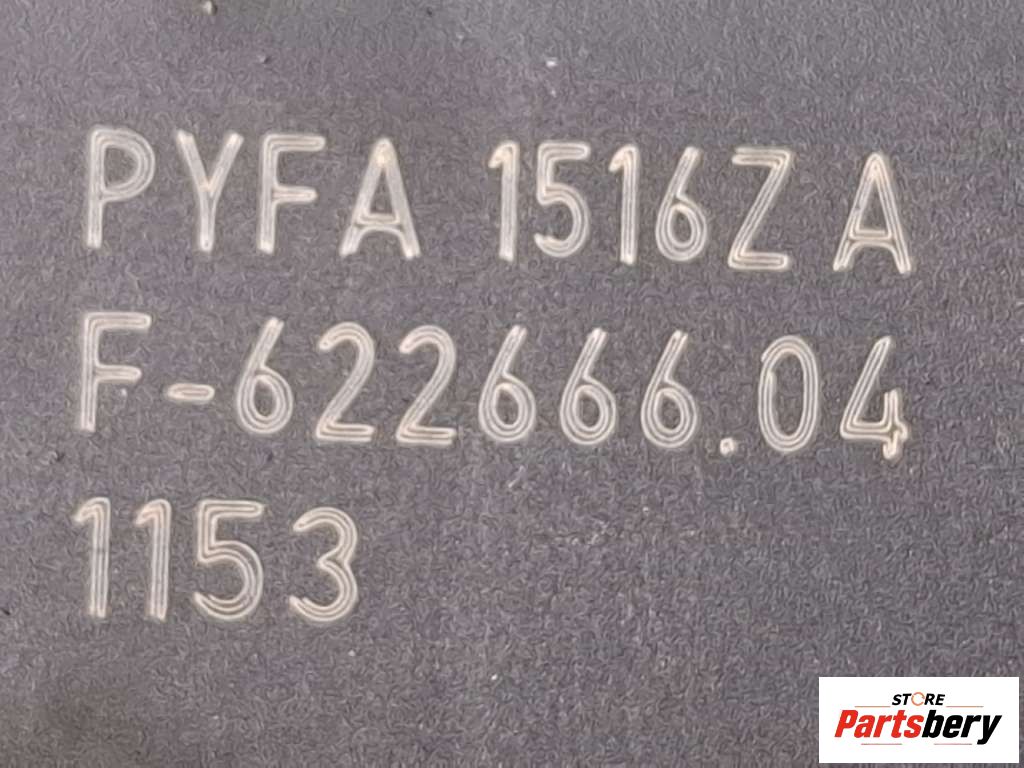 PYFA 1516Z A
F-622666.04
1153
STORE
Partsbery